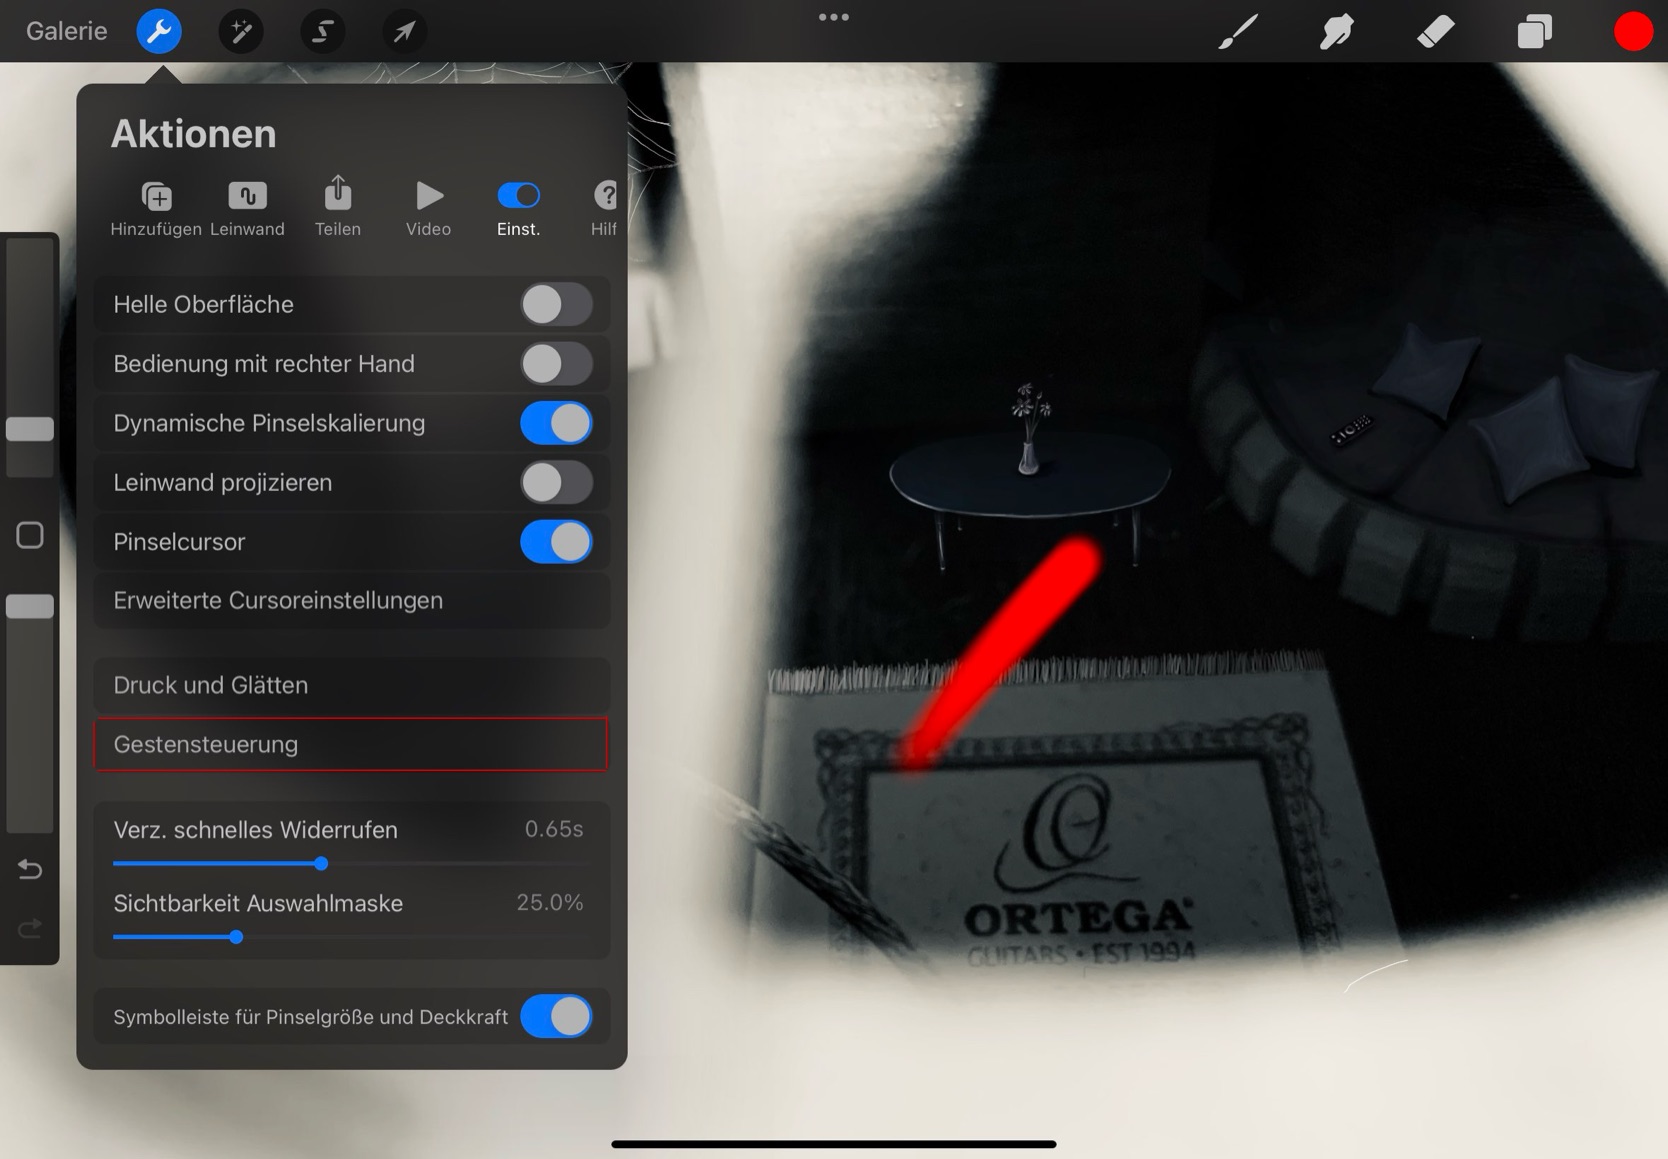 Galerie
Aktionen
Hinzufügen
Leinwand
Teilen
Video
Einst.
Hilf
Helle Oberfläche
Bedienung mit rechter Hand
Dynamische Pinselskalierung
Leinwand projizieren
Pinselcursor
Erweiterte Cursoreinstellungen
Druck und Glätten
Gestensteuerung
Verz. schnelles Widerrufen 0.65s
Sichtbarkeit Auswahlmaske 25.0%
Symbolleiste für Pinselgröße und Deckkraft
ORTEGA
GUITARS • EST 1994